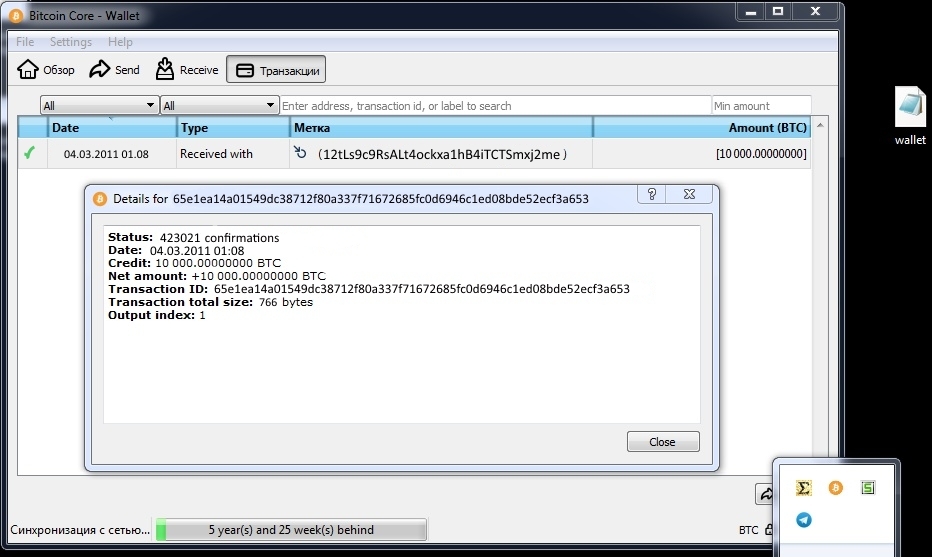 Bitcoin Core - Wallet
File Settings Help
Обзор Send Receive Транзакции
All All Enter address, transaction id, or label to search Min amount
Date Type Метка Amount (BTC)
04.03.2011 01.08 Received with (12tLs9c9RsALt4ockxa1hB4iTCTSmxj2me) [10 000.00000000]
wallet
Details for 65e1ea14a01549dc38712f80a337f71672685fc0d6946c1ed08bde52ecf3a653
Status: 423021 confirmations
Date: 04.03.2011 01:08
Credit: 10 000.00000000 BTC
Net amount: +10 000.00000000 BTC
Transaction ID: 65e1ea14a01549dc38712f80a337f71672685fc0d6946c1ed08bde52ecf3a653
Transaction total size: 766 bytes
Output index: 1
Close
Синхронизация с сетью... 5 year(s) and 25 week(s) behind BTC